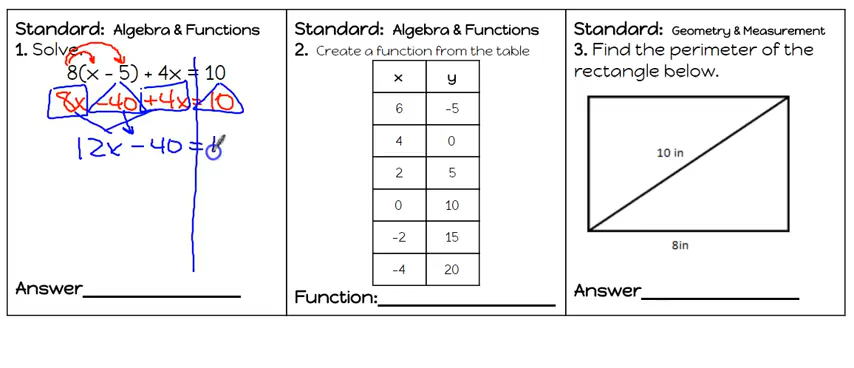 Standard: Algebra & Functions
1. Solve.
8(x - 5) + 4x = 10
8x -40 +4x = 10
12x - 40 =
Answer
Standard: Algebra & Functions
2. Create a function from the table
x y
6 -5
4 0
2 5
0 10
-2 15
-4 20
Function:
Standard: Geometry & Measurement
3. Find the perimeter of the
rectangle below.
10 in
8in
Answer